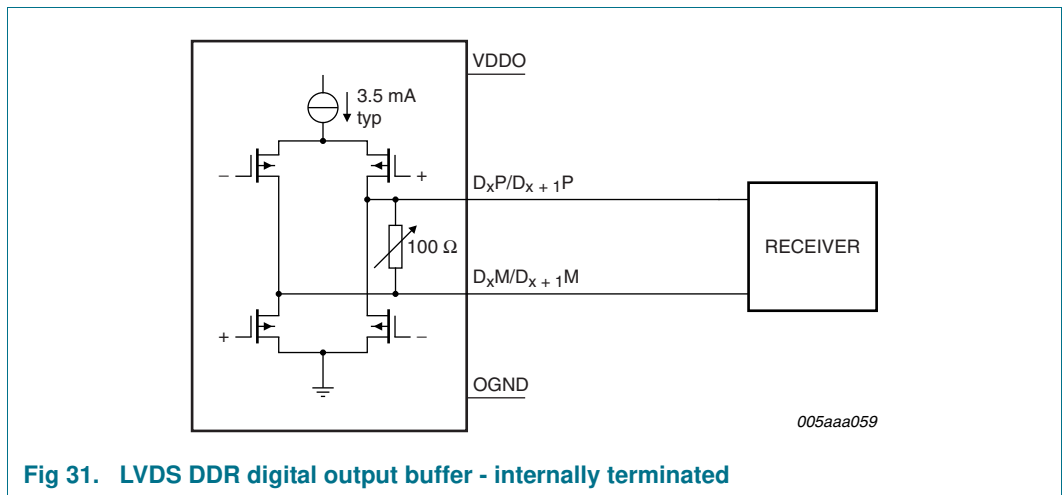 VDDO
3.5 mA
typ
− +
DxP/Dx + 1P
100 Ω
RECEIVER
DxM/Dx + 1M
+ −
OGND
005aaa059
Fig 31. LVDS DDR digital output buffer - internally terminated